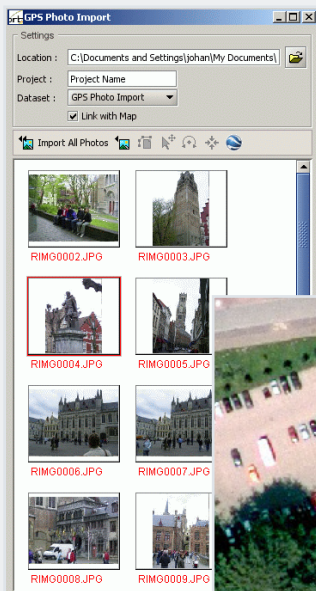 GPS Photo Import
Settings
Location : C:\Documents and Settings\johan\My Documents\
Project : Project Name
Dataset : GPS Photo Import
Link with Map
Import All Photos
RIMG0002.JPG RIMG0003.JPG
RIMG0004.JPG RIMG0005.JPG
RIMG0006.JPG RIMG0007.JPG
RIMG0008.JPG RIMG0009.JPG